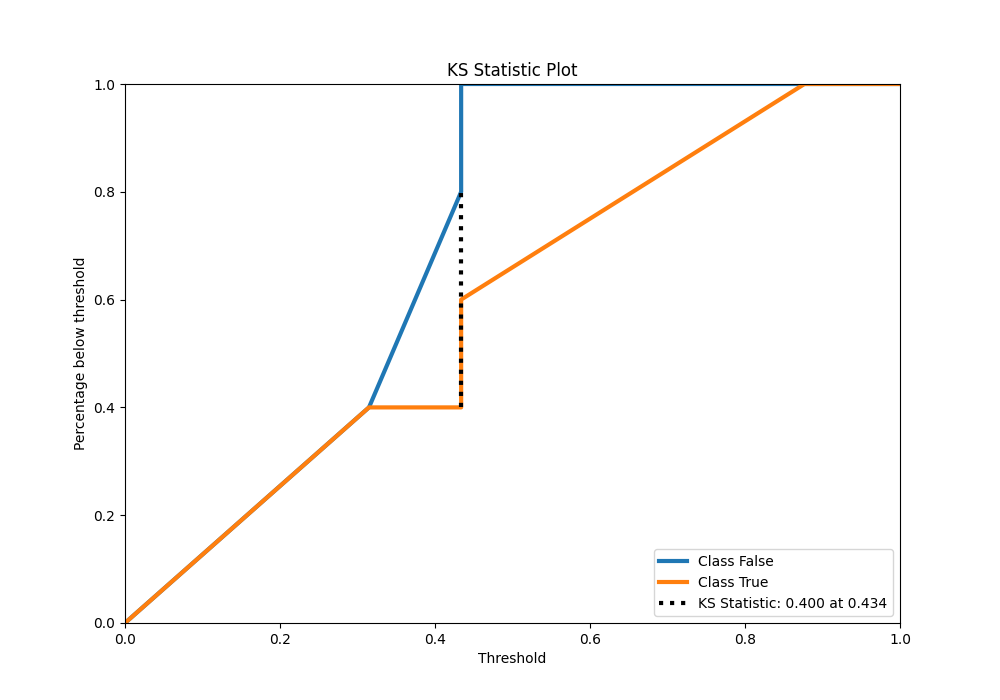 KS Statistic Plot
1.0
0.8
0.6
0.4
0.2
0.0
Percentage below threshold
0.0 0.2 0.4 0.6 0.8 1.0
Threshold
Class False
Class True
KS Statistic: 0.400 at 0.434